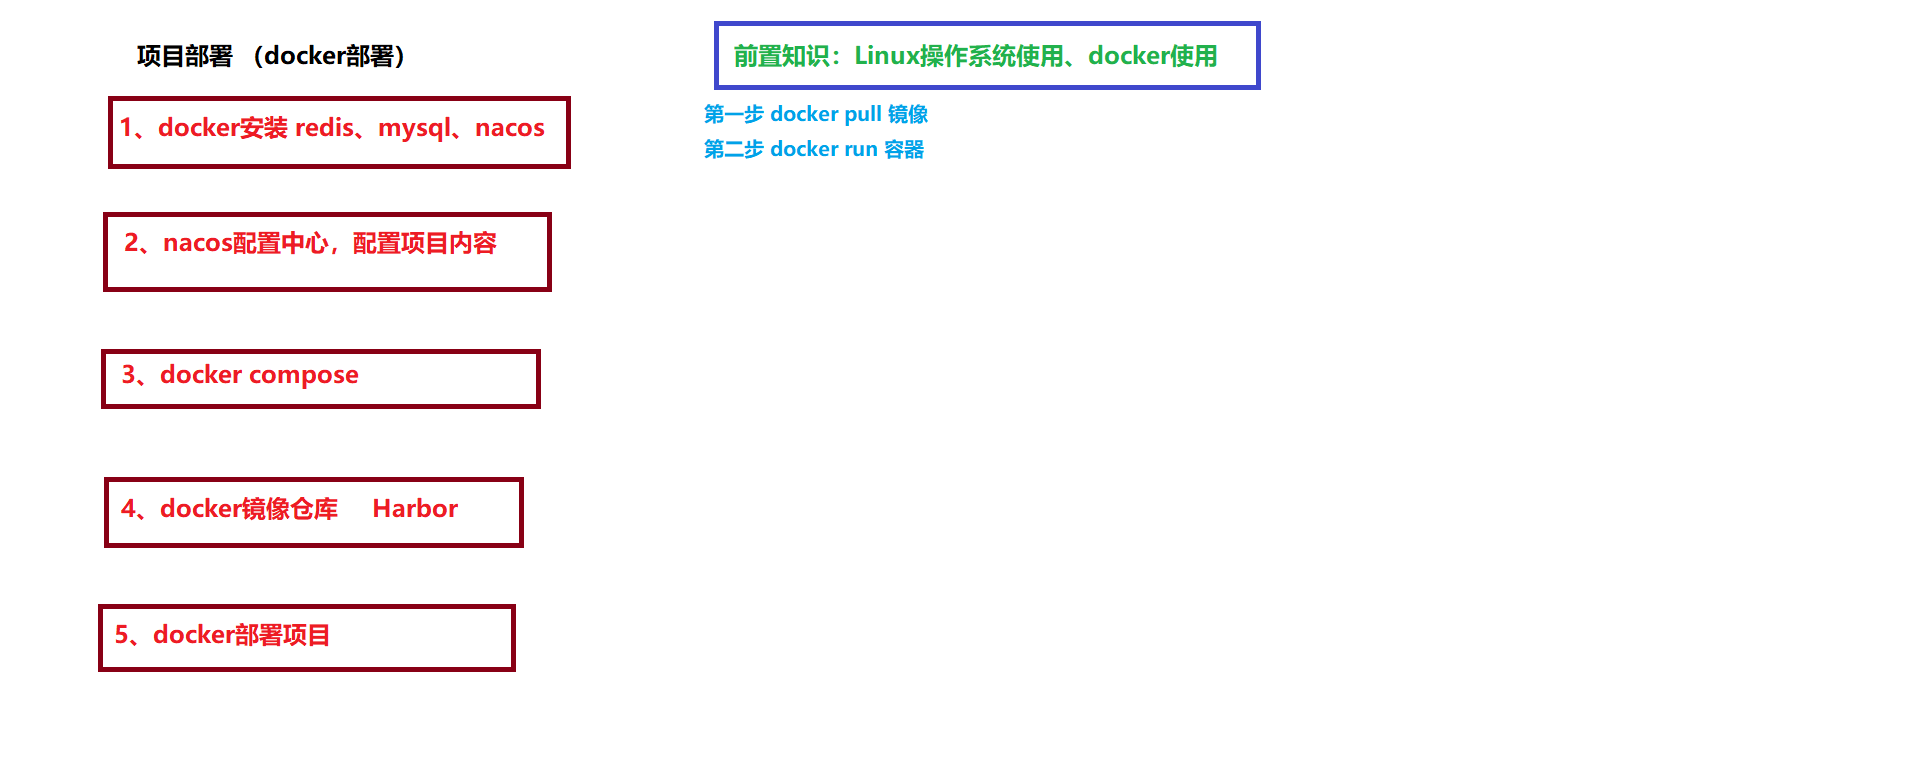 项目部署 （docker部署）
1、docker安装 redis、mysql、nacos
2、nacos配置中心，配置项目内容
3、docker compose
4、docker镜像仓库 Harbor
5、docker部署项目
前置知识：Linux操作系统使用、docker使用
第一步 docker pull 镜像
第二步 docker run 容器